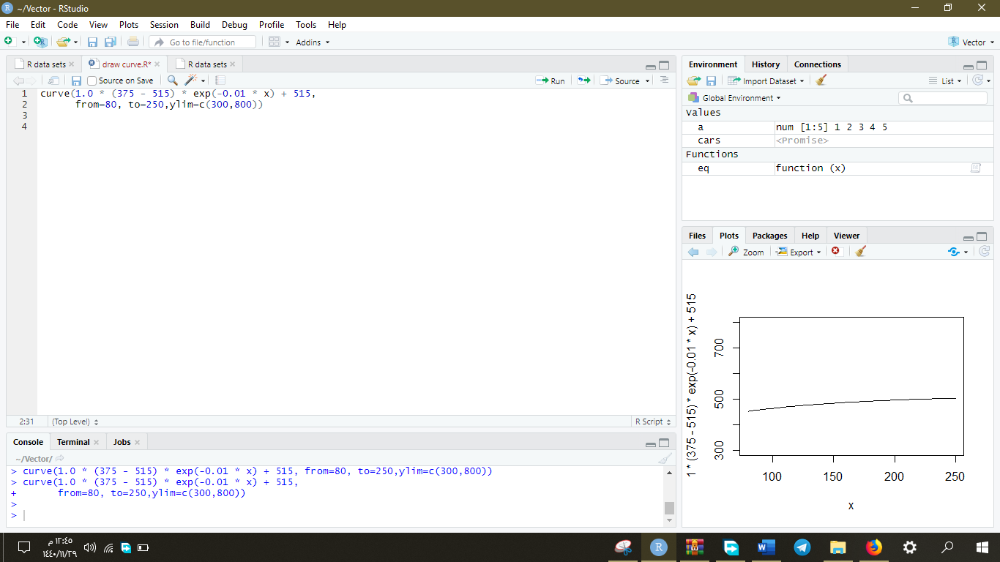 ~/Vector - RStudio
File Edit Code View Plots Session Build Debug Profile Tools Help
Go to file/function Addins Vector
R data sets draw curve.R* R data sets
Source on Save Run Source
1 curve(1.0 * (375 - 515) * exp(-0.01 * x) + 515,
2 from=80, to=250,ylim=c(300,800))
3
4
2:31 (Top Level) R Script
Console Terminal Jobs
~/Vector/
> curve(1.0 * (375 - 515) * exp(-0.01 * x) + 515, from=80, to=250,ylim=c(300,800))
> curve(1.0 * (375 - 515) * exp(-0.01 * x) + 515,
+ from=80, to=250,ylim=c(300,800))
>
>
Environment History Connections
Import Dataset List
Global Environment
Values
a num [1:5] 1 2 3 4 5
cars <Promise>
Functions
eq function (x)
Files Plots Packages Help Viewer
Zoom Export
1 * (375 - 515) * exp(-0.01 * x) + 515
700
500
300
100 150 200 250
x
١٢:٤٥ م
١٤٤٠/١١/٢٩